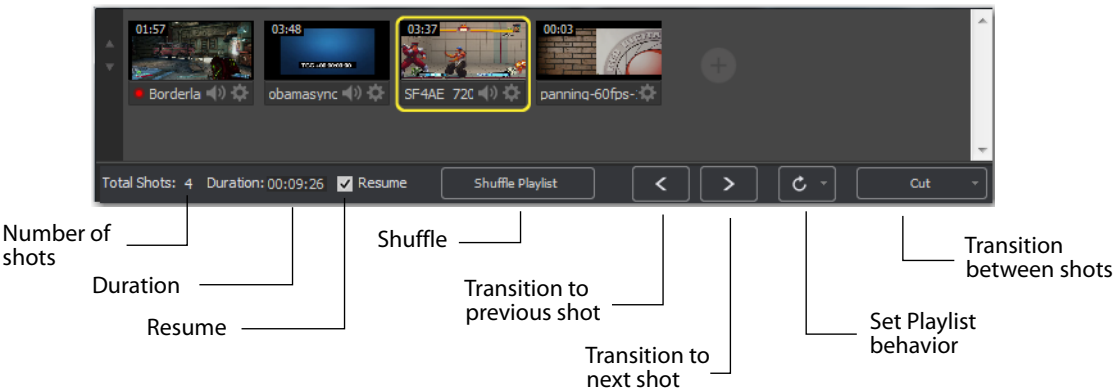 01:57
03:48
03:37
00:03
Borderla
obamasync
SF4AE_720
panning-60fps-
Total Shots: 4
Duration: 00:09:26
Resume
Shuffle Playlist
Cut
Number of
shots
Duration
Resume
Shuffle
Transition to
previous shot
Transition to
next shot
Set Playlist
behavior
Transition
between shots